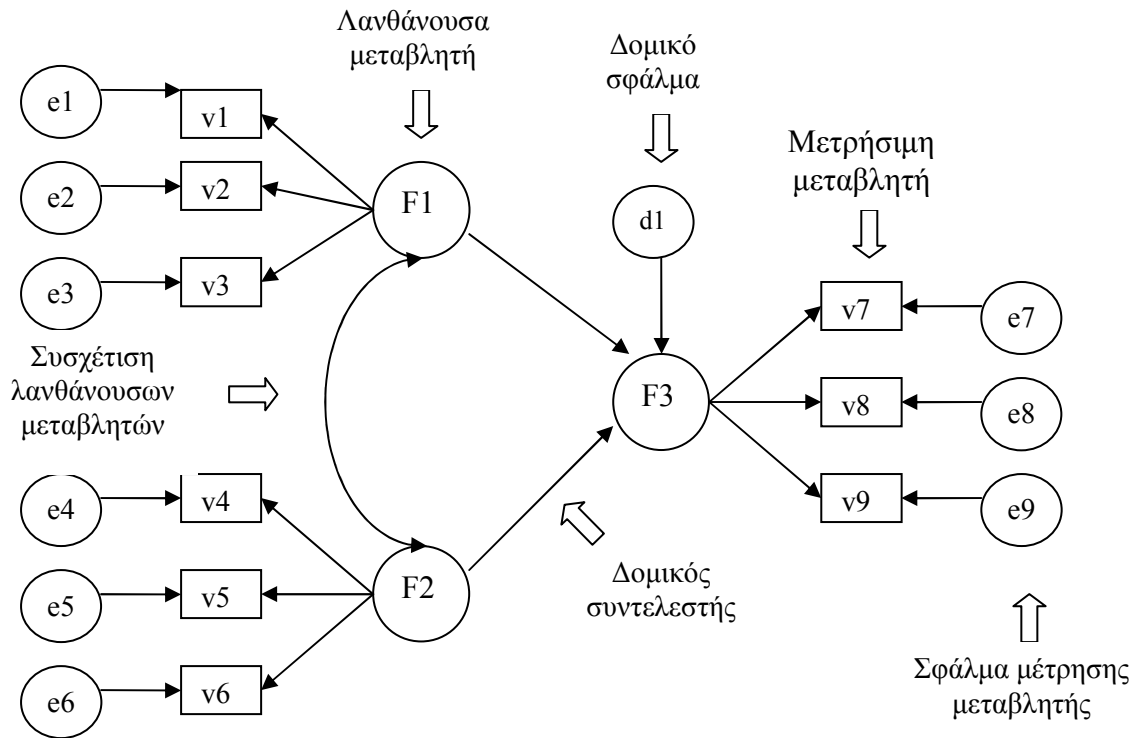 Λανθάνουσα
μεταβλητή
Δομικό
σφάλμα
Μετρήσιμη
μεταβλητή
e1
v1
e2
v2
F1
d1
e3
v3
v7
e7
Συσχέτιση
λανθάνουσων
μεταβλητών
F3
v8
e8
e4
v4
v9
e9
F2
Δομικός
συντελεστής
e5
v5
e6
v6
Σφάλμα μέτρησης
μεταβλητής